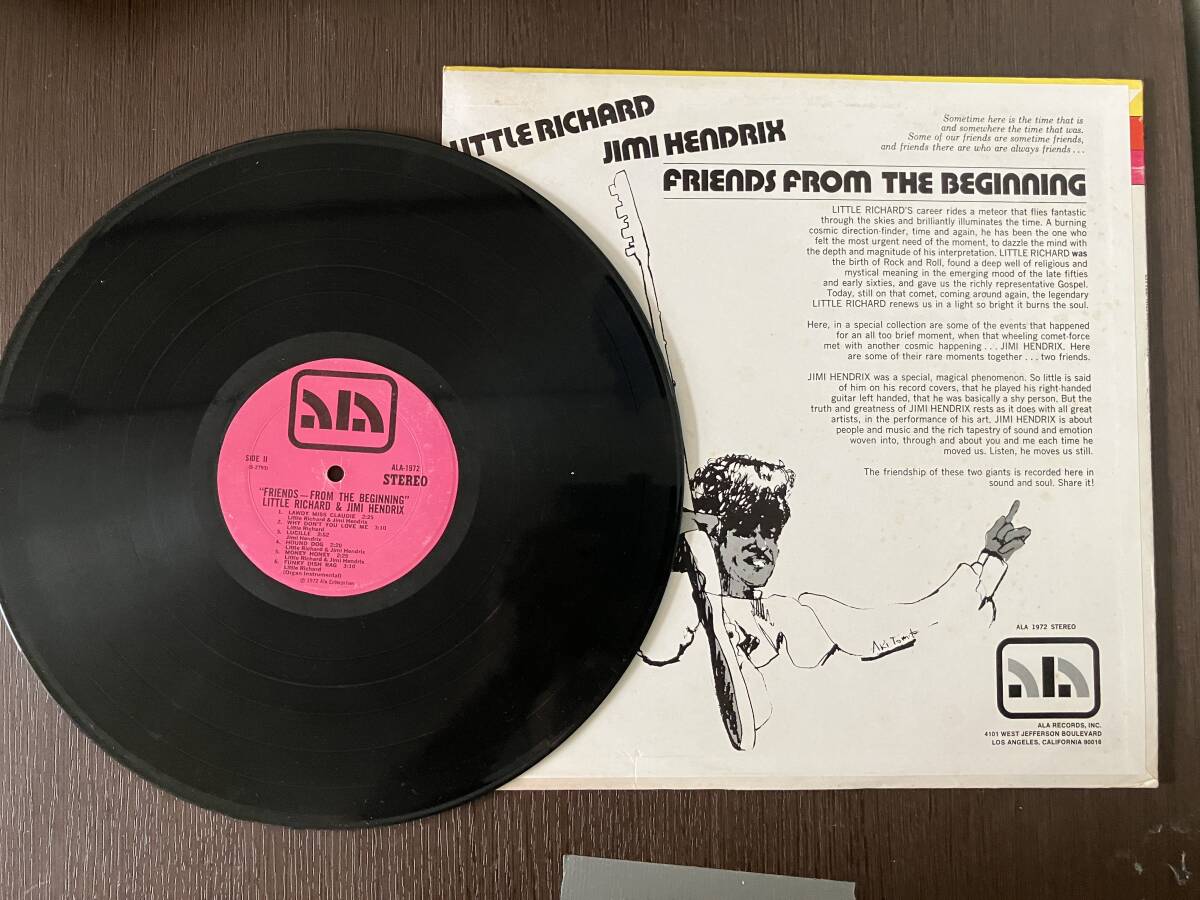 LITTLE RICHARD
JIMI HENDRIX
Sometime here is the time that is
and somewhere the time that was.
Some of our friends are sometime friends,
and friends there are who are always friends...
FRIENDS FROM THE BEGINNING
LITTLE RICHARD'S career rides a meteor that flies fantastic
through the skies and brilliantly illuminates the time. A burning
cosmic direction-finder, time and again, he has been the one who
felt the most urgent need of the moment, to dazzle the mind with
the depth and magnitude of his interpretation. LITTLE RICHARD was
the birth of Rock and Roll, found a deep well of religious and
mystical meaning in the emerging mood of the late fifties
and early sixties, and gave us the richly representative Gospel.
Today, still on that comet, coming around again, the legendary
LITTLE RICHARD renews us in a light so bright it burns the soul.
Here, in a special collection are some of the events that happened
for an all too brief moment, when that wheeling comet-force
met with another cosmic happening... JIMI HENDRIX. Here
are some of their rare moments together... two friends.
JIMI HENDRIX was a special, magical phenomenon. So little is said
of him on his record covers, that he played his right-handed
guitar left handed, that he was basically a shy person. But the
truth and greatness of JIMI HENDRIX rests as it does with all great
artists, in the performance of his art. JIMI HENDRIX is about
people and music and the rich tapestry of sound and emotion
woven into, through and about you and me each time he
moved us. Listen, he moves us still.
The friendship of these two giants is recorded here in
sound and soul. Share it!
Aki Tomito
ALA 1972 STEREO
ala
ALA RECORDS, INC.
4101 WEST JEFFERSON BOULEVARD
LOS ANGELES, CALIFORNIA 90016
ala
SIDE II
(S-2793)
ALA-1972
STEREO
"FRIENDS—FROM THE BEGINNING"
LITTLE RICHARD & JIMI HENDRIX
1. LAWDY MISS CLAUDIE 2:25
Little Richard & Jimi Hendrix
2. WHY DON'T YOU LOVE ME 3:10
Little Richard
3. LUCILLE 2:52
Jimi Hendrix
4. HOUND DOG 2:20
Little Richard & Jimi Hendrix
5. MONEY HONEY 2:29
Little Richard & Jimi Hendrix
6. FUNKY DISH RAG 3:10
Little Richard
(Organ Instrumental)
© 1972 Ala Enterprises